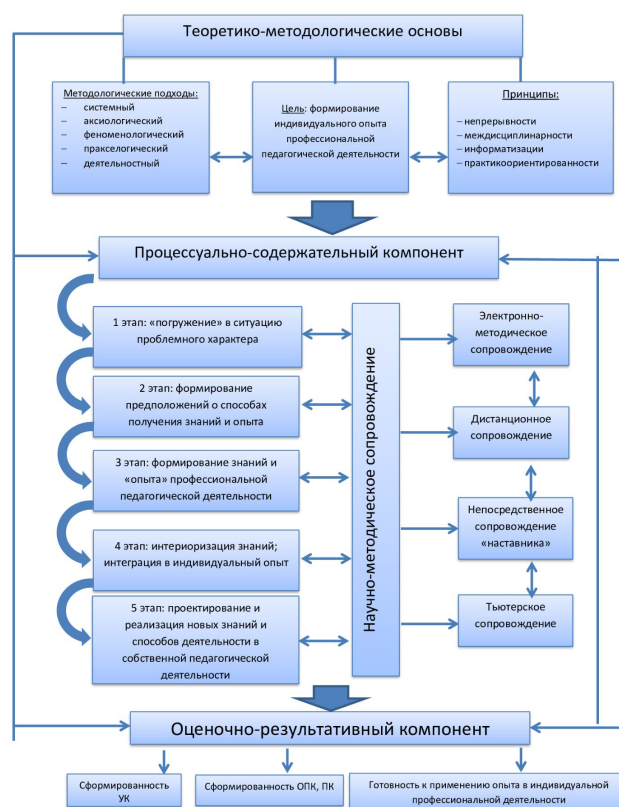 Теоретико-методологические основы
Методологические подходы:
– системный
– аксиологический
– феноменологический
– пракселогический
– деятельностный
Цель: формирование
индивидуального опыта
профессиональной
педагогической деятельности
Принципы:
– непрерывности
– междисциплинарности
– информатизации
– практикоориентированности
Процессуально-содержательный компонент
1 этап: «погружение» в ситуацию
проблемного характера
2 этап: формирование
предположений о способах
получения знаний и опыта
3 этап: формирование знаний и
«опыта» профессиональной
педагогической деятельности
4 этап: интериоризация знаний;
интеграция в индивидуальный опыт
5 этап: проектирование и
реализация новых знаний и
способов деятельности в
собственной педагогической
деятельности
Научно-методическое сопровождение
Электронно-
методическое
сопровождение
Дистанционное
сопровождение
Непосредственное
сопровождение
«наставника»
Тьютерское
сопровождение
Оценочно-результативный компонент
Сформированность
УК
Сформированность ОПК, ПК
Готовность к применению опыта в индивидуальной
профессиональной деятельности